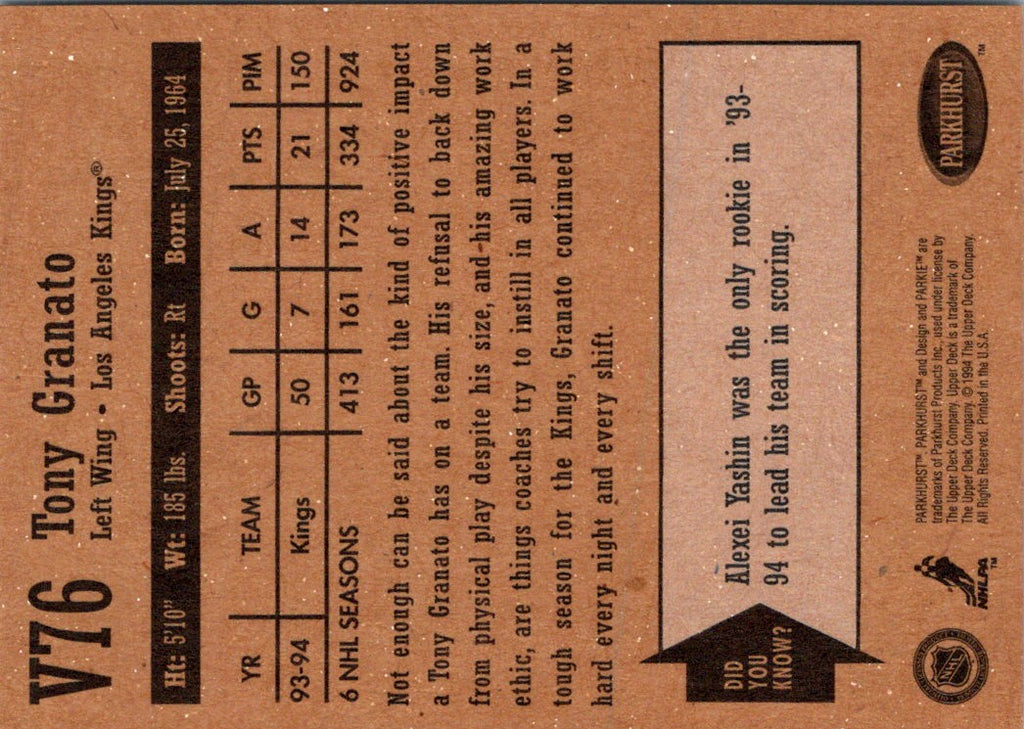 V76 Tony Granato
Left Wing • Los Angeles Kings®
Ht: 5'10" Wt: 185 lbs. Shoots: Rt Born: July 25, 1964
YR TEAM GP G A PTS PIM
93-94 Kings 50 7 14 21 150
6 NHL SEASONS 413 161 173 334 924
Not enough can be said about the kind of positive impact
a Tony Granato has on a team. His refusal to back down
from physical play despite his size, and his amazing work
ethic, are things coaches try to instill in all players. In a
tough season for the Kings, Granato continued to work
hard every night and every shift.
DID
YOU
KNOW?
Alexei Yashin was the only rookie in '93-
94 to lead his team in scoring.
NHL
NHLPA™
PARKHURST™, PARKHURST™ and Design and PARKIE™ are
trademarks of Parkhurst Products Inc., used under license by
The Upper Deck Company. Upper Deck is a trademark of
The Upper Deck Company. © 1994 The Upper Deck Company.
All Rights Reserved. Printed in the U.S.A.
PARKHURST™